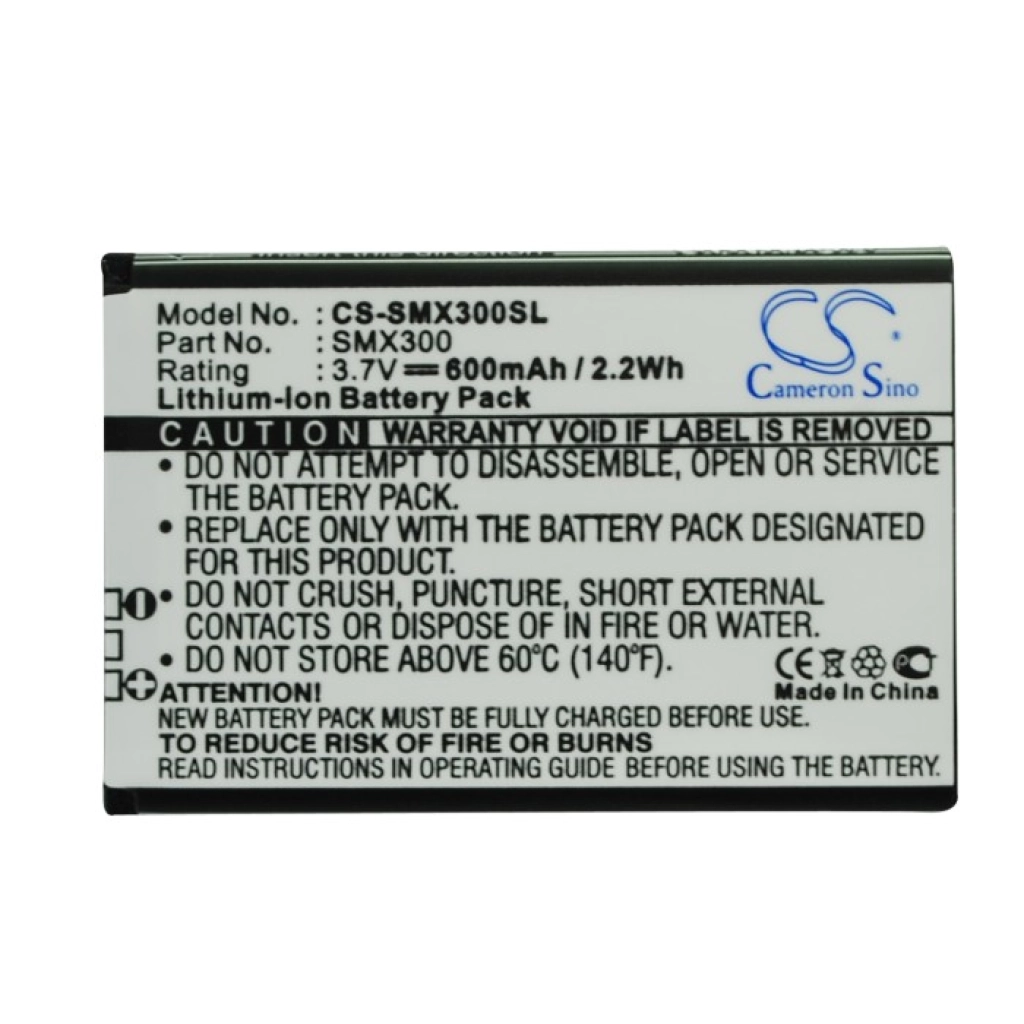 Insert this direction
Model No. : CS-SMX300SL
Part No. : SMX300
Rating : 3.7V 600mAh / 2.2Wh
Lithium-Ion Battery Pack
CS
Cameron Sino
CAUTION WARRANTY VOID IF LABEL IS REMOVED
• DO NOT ATTEMPT TO DISASSEMBLE, OPEN OR SERVICE
THE BATTERY PACK.
• REPLACE ONLY WITH THE BATTERY PACK DESIGNATED
FOR THIS PRODUCT.
• DO NOT CRUSH, PUNCTURE, SHORT EXTERNAL
CONTACTS OR DISPOSE OF IN FIRE OR WATER.
• DO NOT STORE ABOVE 60°C (140°F).
CE PC
Made In China
ATTENTION!
NEW BATTERY PACK MUST BE FULLY CHARGED BEFORE USE.
TO REDUCE RISK OF FIRE OR BURNS
READ INSTRUCTIONS IN OPERATING GUIDE BEFORE USING THE BATTERY.